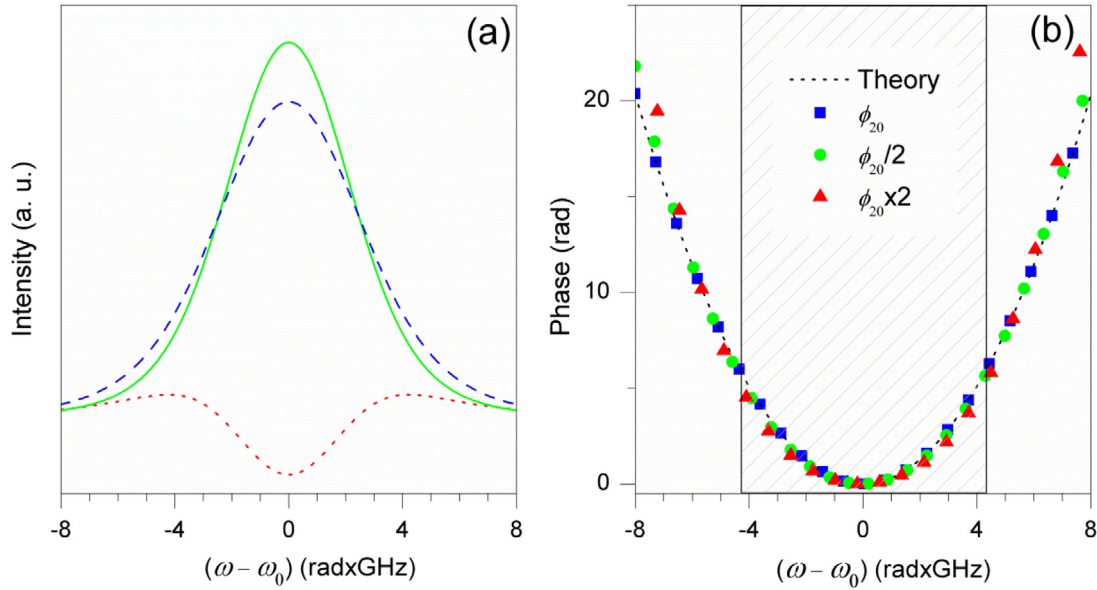 (a)
Intensity (a. u.)
-8
-4
0
4
8
(ω – ω₀) (radxGHz)
(b)
Theory
ϕ₂₀
ϕ₂₀/2
ϕ₂₀x2
Phase (rad)
20
10
0
-8
-4
0
4
8
(ω – ω₀) (radxGHz)